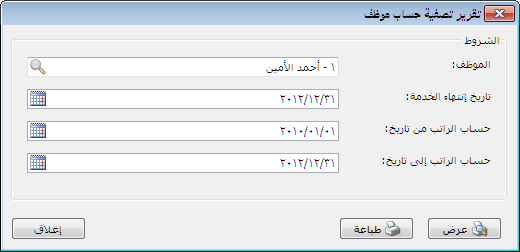 تقرير تصفية حساب موظف
الشروط
الموظف: ١ - أحمد الأمين
تاريخ إنتهاء الخدمة: ٢٠١٢/١٢/٣١
حساب الراتب من تاريخ: ٢٠١٠/٠١/٠١
حساب الراتب إلى تاريخ: ٢٠١٢/١٢/٣١
عرض طباعة إغلاق